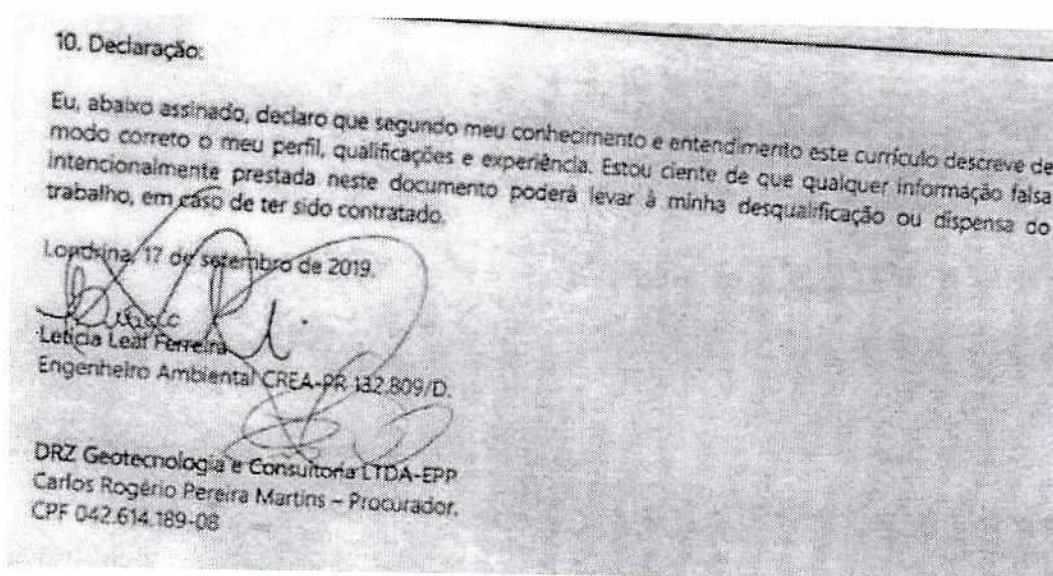 10. Declaração:
Eu, abaixo assinado, declaro que segundo meu conhecimento e entendimento este currículo descreve de
modo correto o meu perfil, qualificações e experiência. Estou ciente de que qualquer informação falsa
intencionalmente prestada neste documento poderá levar à minha desqualificação ou dispensa do
trabalho, em caso de ter sido contratado.
Londrina, 17 de setembro de 2019.
Letícia Leal Ferreira
Engenheiro Ambiental CREA-PR 132.809/D.
DRZ Geotecnologia e Consultoria LTDA-EPP
Carlos Rogério Pereira Martins – Procurador.
CPF 042.614.189-08